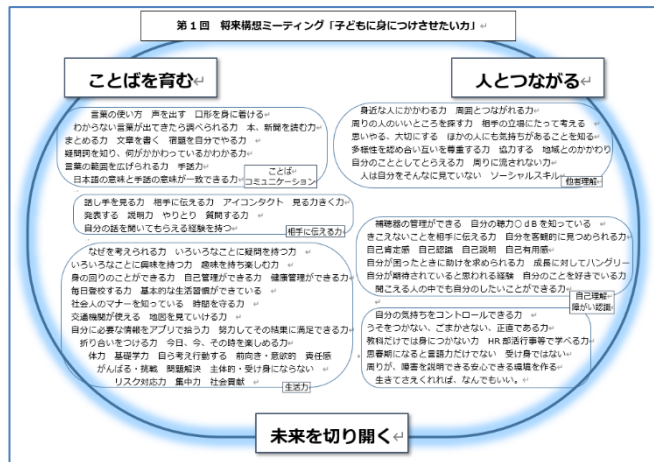 第１回　将来構想ミーティング「子どもに身につけさせたい力」
ことばを育む
人とつながる
言葉の使い方　声を出す　口形を身に着ける
わからない言葉が出てきたら調べられる力　本、新聞を読む力
まとめる力　文章を書く　宿題を自分でやる力
疑問詞を知り、何がかかわっているかわかる力
言葉の範囲を広げられる力　手話力
日本語の意味と手話の意味が一致できる力
ことば
コミュニケーション
話し手を見る力　相手に伝える力　アイコンタクト　見る力きく力
発表する　説明力　やりとり　質問する力
自分の話を聞いてもらえる経験を持つ
相手に伝える力
なぜを考えられる力　いろいろなことに疑問を持つ力
いろいろなことに興味を持つ力　趣味を持つ楽しむ力
身の回りのことができる力　自己管理ができる力　健康管理ができる力
毎日登校する力　基本的な生活習慣ができている
社会人のマナーを知っている　時間を守る力
交通機関が使える　地図を見ていける力
自分に必要な情報をアプリで拾う力　努力してその結果に満足できる力
折り合いをつける力　今日、今、その時を楽しめる力
体力　基礎学力　自ら考え行動する　前向き・意欲的　責任感
がんばる・挑戦　問題解決　主体的・受け身にならない
リスク対応力　集中力　社会貢献
生活力
身近な人にかかわる力　周囲とつながれる力
周りの人のいいところを探す力　相手の立場にたって考える
思いやる、大切にする　ほかの人にも気持ちがあることを知る
多様性を認め合い互いを尊重する力　協力する　地域とのかかわり
自分のこととしてとらえる力　周りに流されない力
人は自分をそんなに見ていない　ソーシャルスキル
他者理解
補聴器の管理ができる　自分の聴力○ｄＢを知っている
きこえないことを相手に伝える力　自分を客観的に見つめられる力
自己肯定感　自己認識　自己説明　自己有用感
自分が困ったときに助けを求められる力　成長に対してハングリー
自分が期待されていると思われる経験　自分のことを好きでいる力
聞こえる人の中でも自分のしたいことができる力
自己理解
障がい認識
自分の気持ちをコントロールできる力
うそをつかない、ごまかさない、正直である力
教科だけでは身につかない力　HR部活行事等で学べる力
思春期になると言語力だけでない　受け身ではない
周りが、障害を説明できる安心できる環境を作る
生きてさえくれれば、なんでもいい。
未来を切り開く